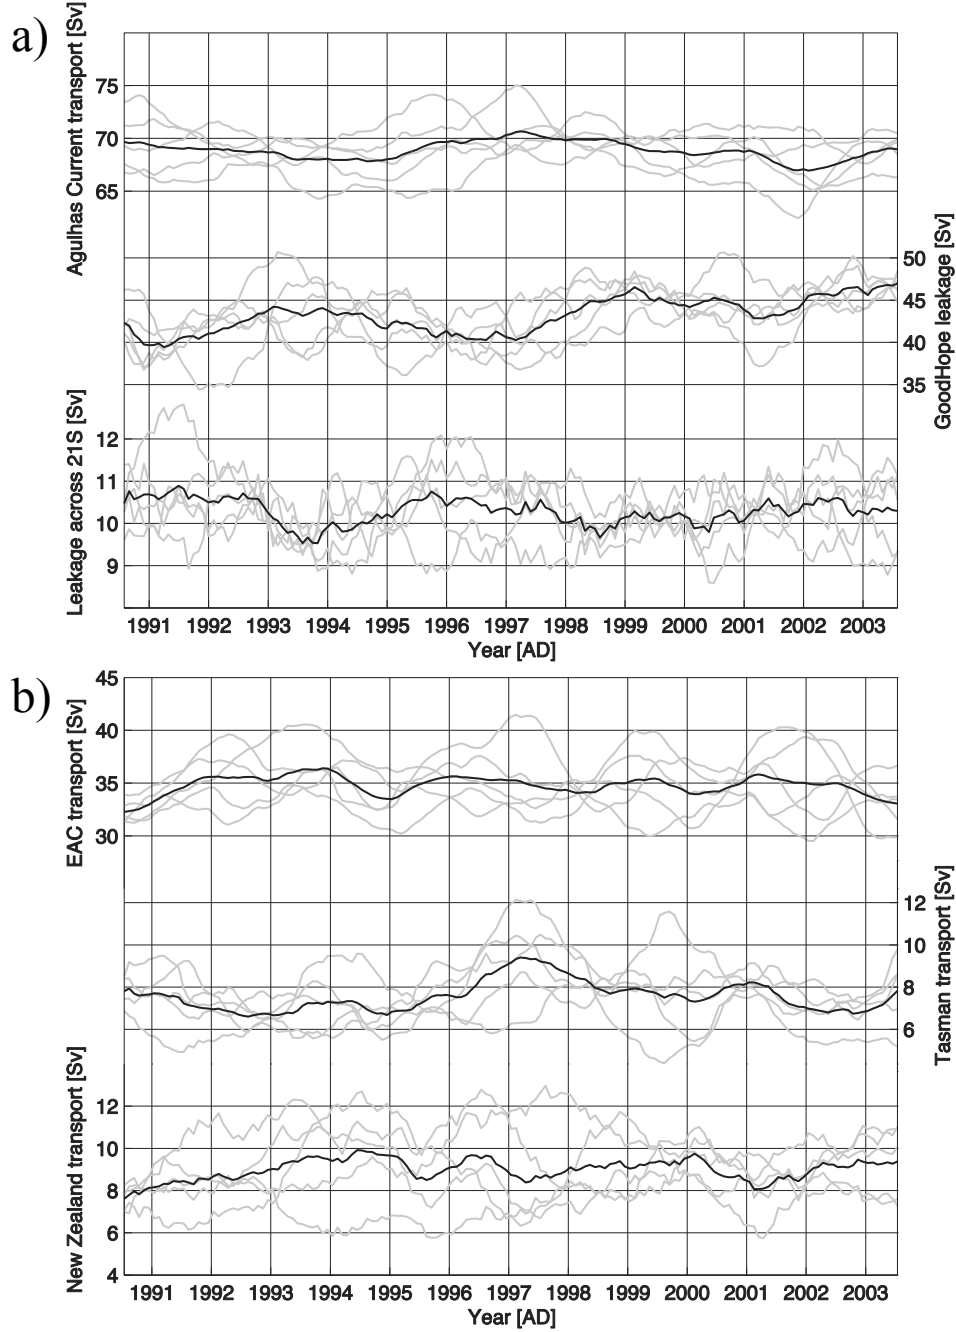 a)
Agulhas Current transport [Sv]
75
70
65
GoodHope leakage [Sv]
50
45
40
35
Leakage across 21S [Sv]
12
11
10
9
1991 1992 1993 1994 1995 1996 1997 1998 1999 2000 2001 2002 2003
Year [AD]
b)
EAC transport [Sv]
45
40
35
30
Tasman transport [Sv]
12
10
8
6
New Zealand transport [Sv]
12
10
8
6
4
1991 1992 1993 1994 1995 1996 1997 1998 1999 2000 2001 2002 2003
Year [AD]